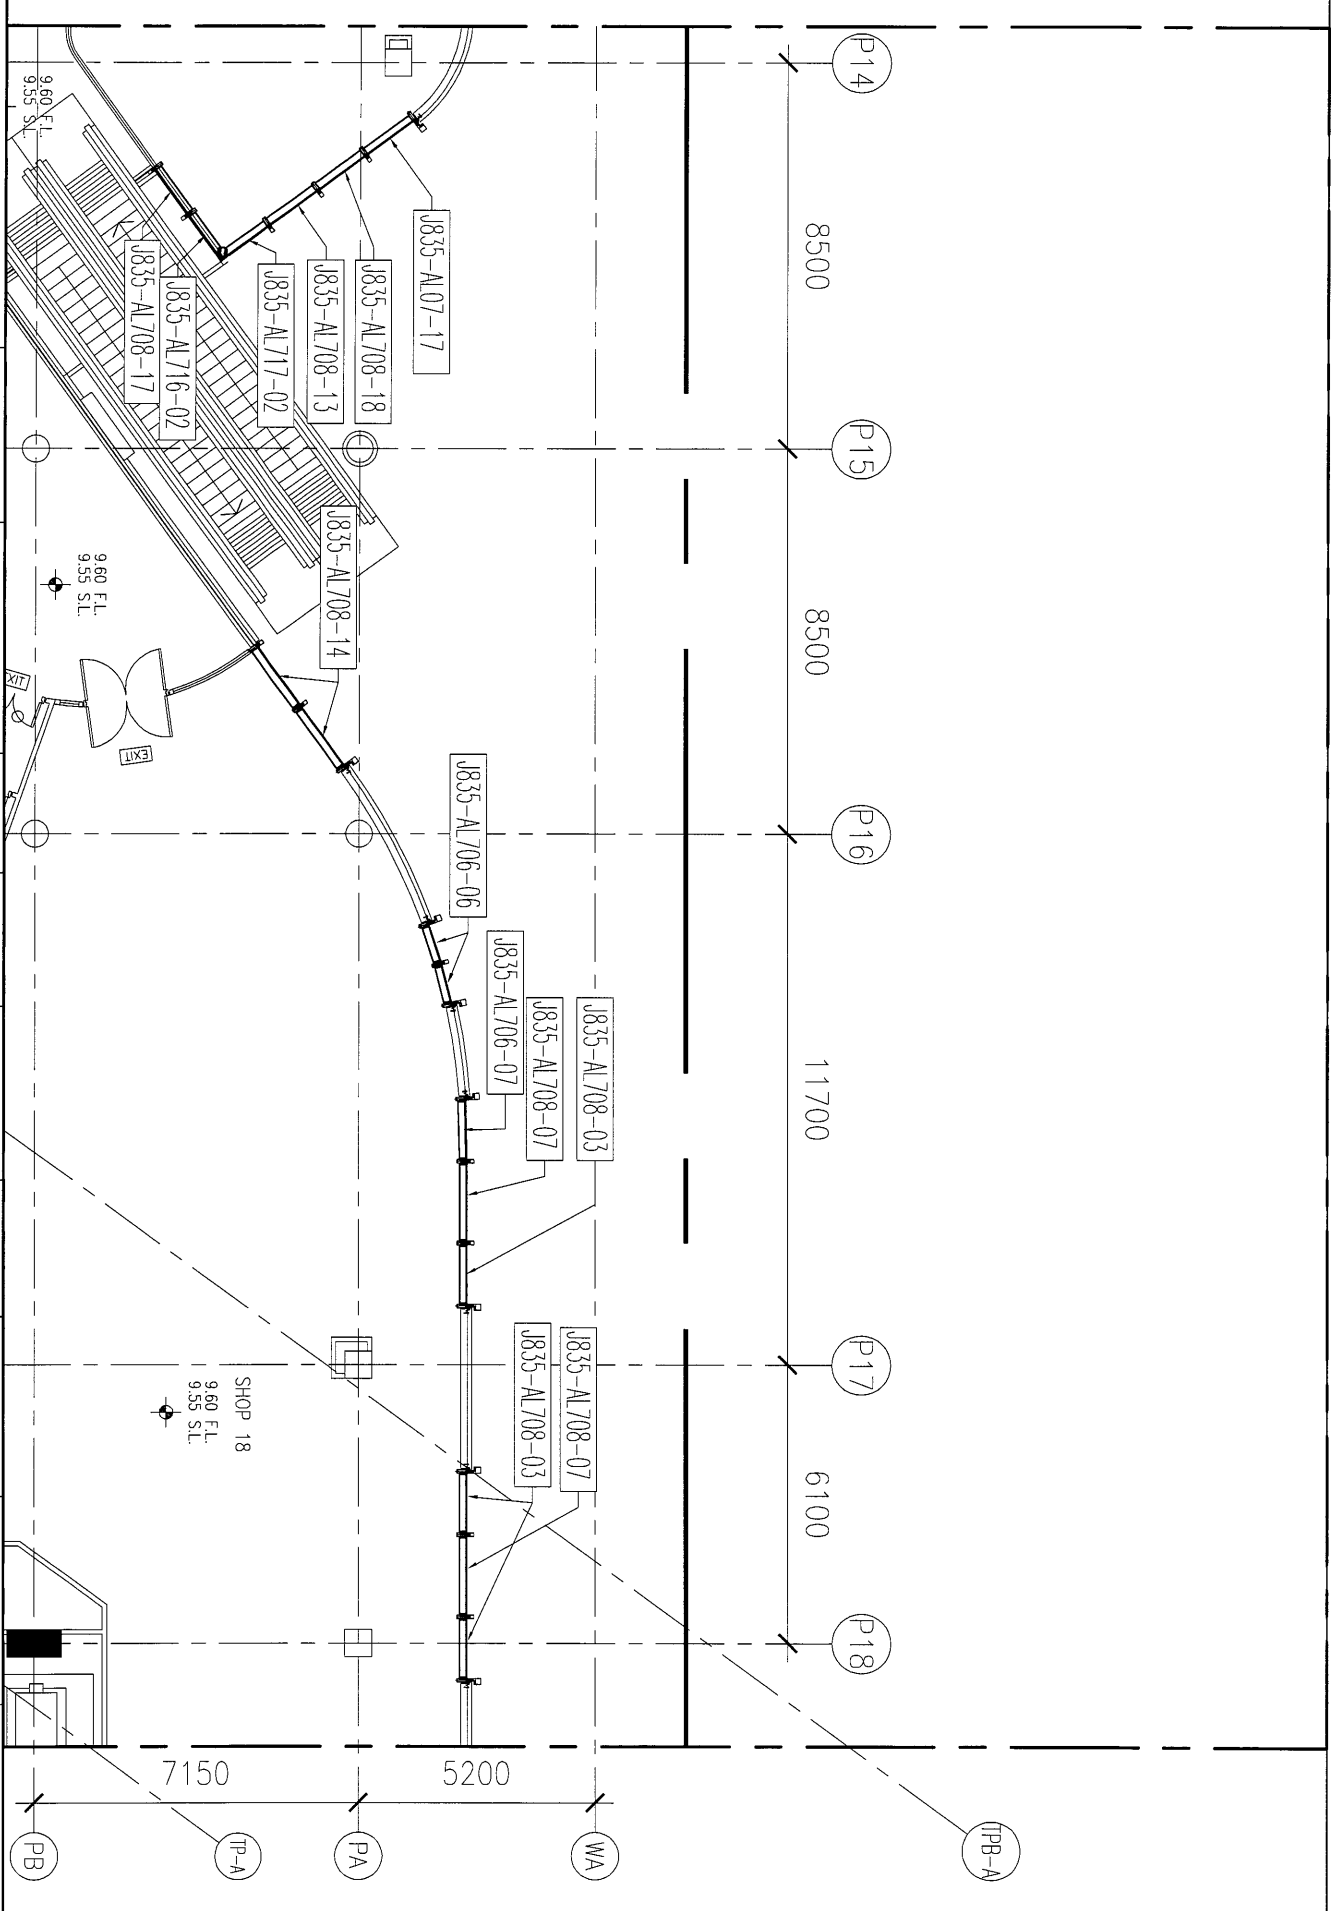 P14
8500
P15
8500
P16
11700
P17
6100
P18
9.60 F.L.
9.55 S.L.
J835-AL07-17
J835-AL708-18
J835-AL708-13
J835-AL717-02
J835-AL716-02
J835-AL708-17
J835-AL708-14
9.60 F.L.
9.55 S.L.
EXIT
XIT
J835-AL706-06
J835-AL706-07
J835-AL708-07
J835-AL708-03
J835-AL708-07
J835-AL708-03
SHOP 18
9.60 F.L.
9.55 S.L.
7150
5200
PB
TP-A
PA
WA
TPB-A